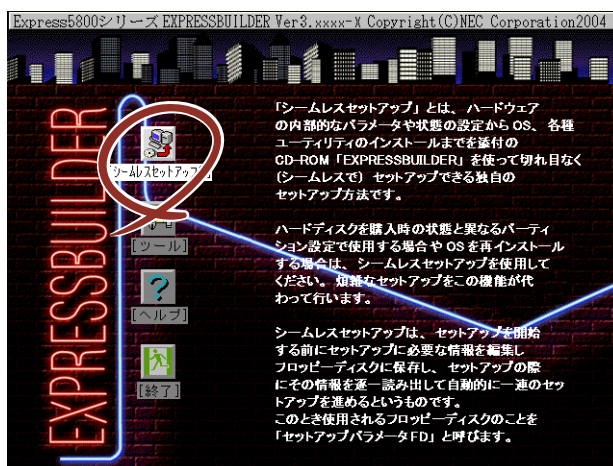 Express5800シリーズ EXPRESSBUILDER Ver3.xxxx-X Copyright(C)NEC Corporation2004
EXPRESSBUILDER
シームレスセットアップ
[ツール]
[ヘルプ]
[終了]
「シームレスセットアップ」とは、ハードウェア
の内部的なパラメータや状態の設定から OS、各種
ユーティリティのインストールまでを添付の
CD-ROM「EXPRESSBUILDER」を使って切れ目なく
(シームレスで) セットアップできる独自の
セットアップ方法です。
ハードディスクを購入時の状態と異なるパーティ
ション設定で使用する場合や OS を再インストール
する場合は、シームレスセットアップを使用して
ください。煩雑なセットアップをこの機能が代
わって行います。
シームレスセットアップは、セットアップを開始
する前にセットアップに必要な情報を編集し
フロッピーディスクに保存し、セットアップの際
にその情報を逐一読み出して自動的に一連のセッ
トアップを進めるというものです。
このとき使用されるフロッピーディスクのことを
「セットアップパラメータFD」と呼びます。